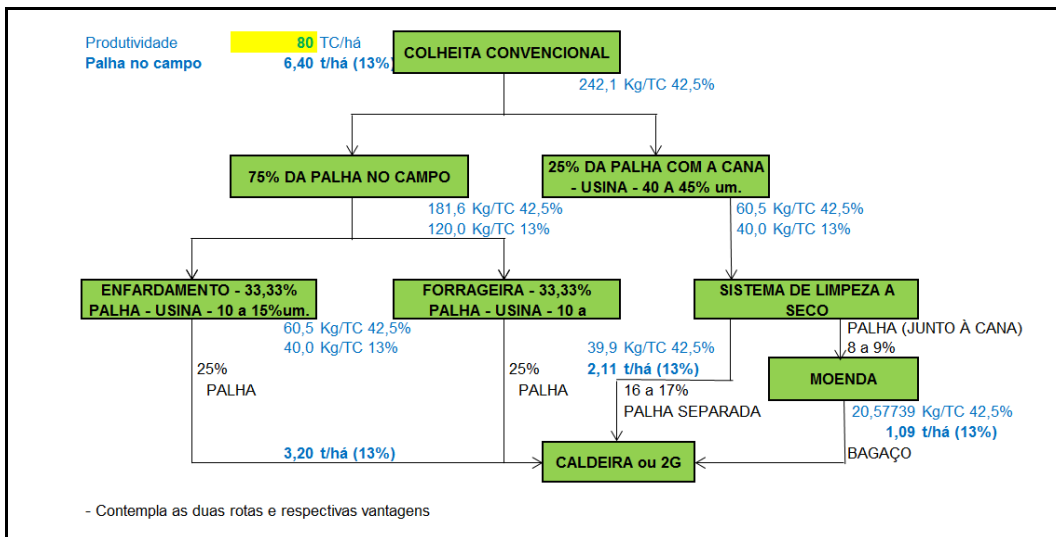 Produtividade 80 TC/há
Palha no campo 6,40 t/há (13%)
COLHEITA CONVENCIONAL
242,1 Kg/TC 42,5%
75% DA PALHA NO CAMPO
25% DA PALHA COM A CANA
- USINA - 40 A 45% um.
181,6 Kg/TC 42,5%
120,0 Kg/TC 13%
60,5 Kg/TC 42,5%
40,0 Kg/TC 13%
ENFARDAMENTO - 33,33%
PALHA - USINA - 10 a 15%um.
FORRAGEIRA - 33,33%
PALHA - USINA - 10 a
SISTEMA DE LIMPEZA A
SECO
60,5 Kg/TC 42,5%
40,0 Kg/TC 13%
25%
PALHA
25%
PALHA
39,9 Kg/TC 42,5%
2,11 t/há (13%)
16 a 17%
PALHA SEPARADA
PALHA (JUNTO À CANA)
8 a 9%
MOENDA
20,57739 Kg/TC 42,5%
1,09 t/há (13%)
BAGAÇO
3,20 t/há (13%)
CALDEIRA ou 2G
- Contempla as duas rotas e respectivas vantagens